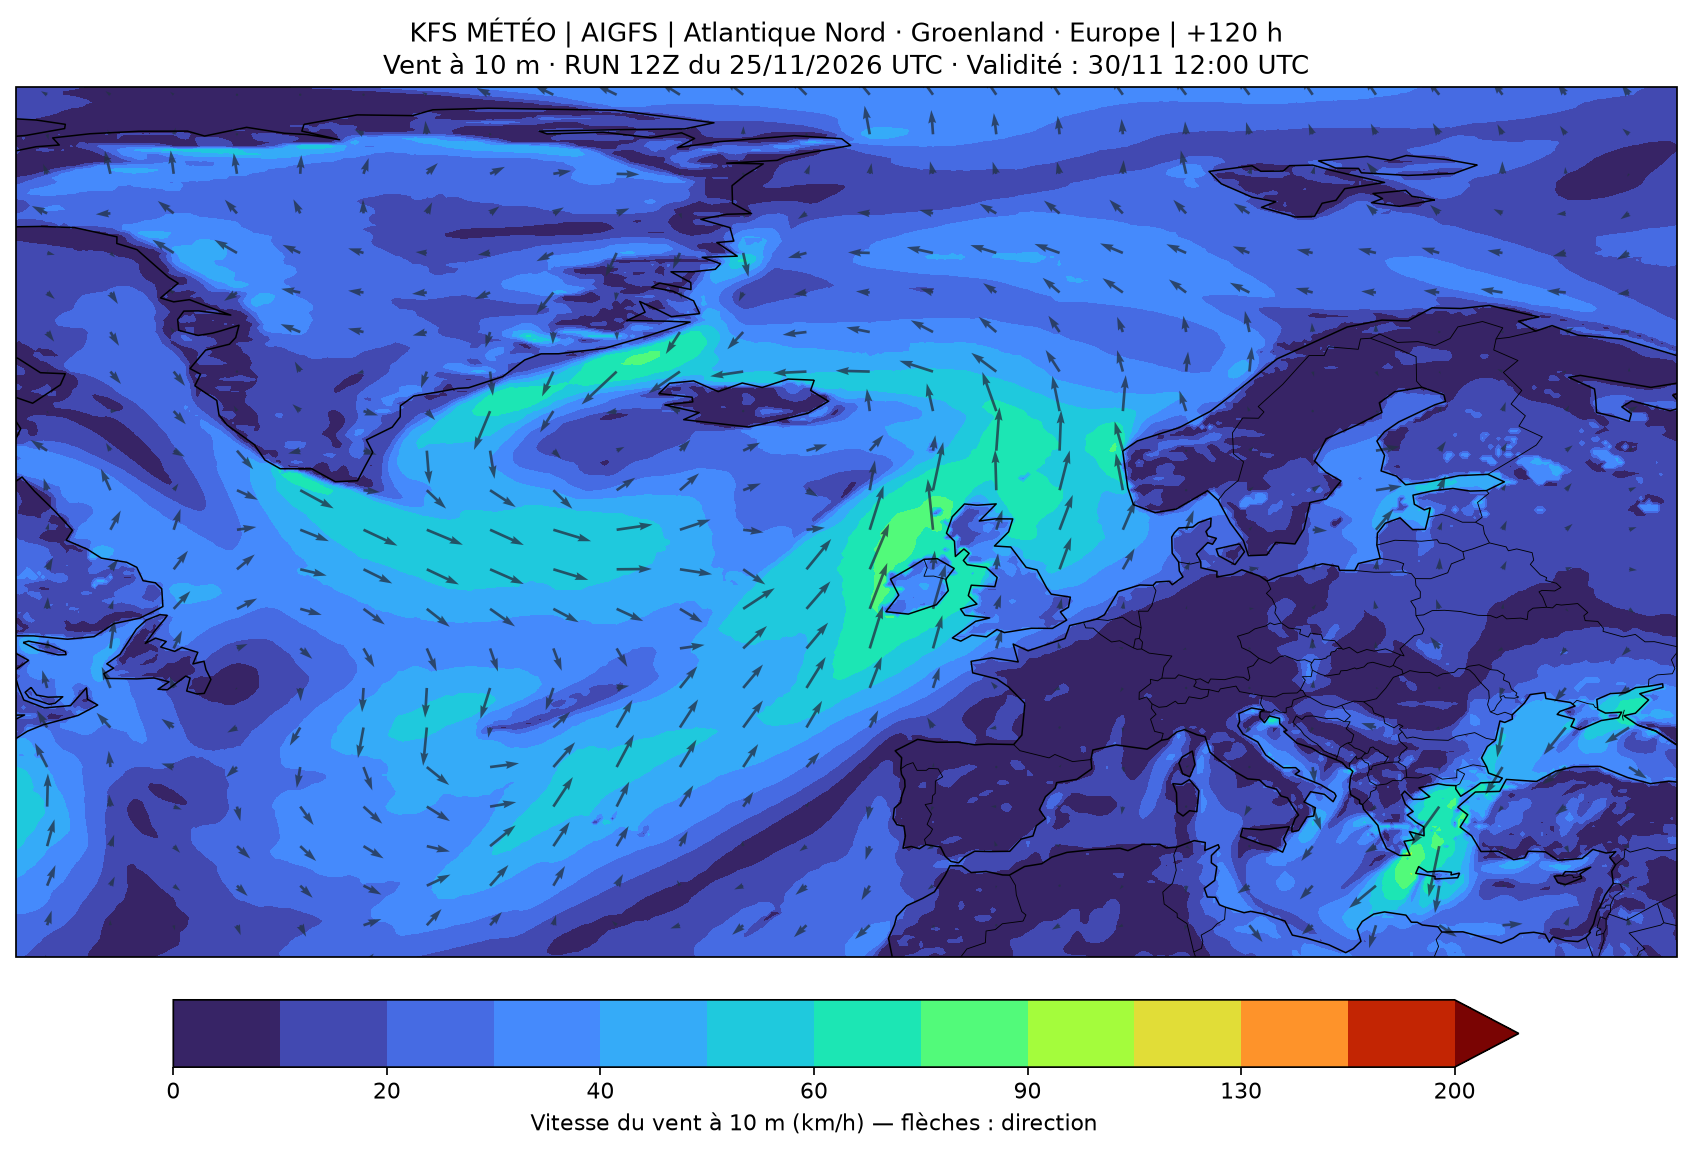 KFS MÉTÉO | AIGFS | Atlantique Nord · Groenland · Europe | +120 h
Vent à 10 m · RUN 12Z du 25/11/2026 UTC · Validité : 30/11 12:00 UTC
0 20 40 60 90 130 200
Vitesse du vent à 10 m (km/h) — flèches : direction